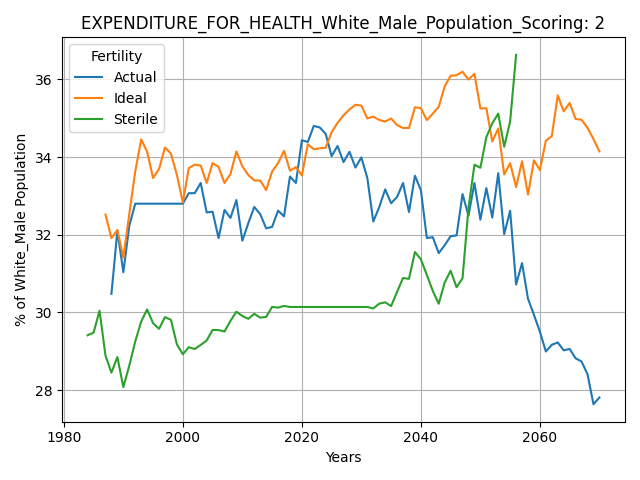 EXPENDITURE_FOR_HEALTH_White_Male_Population_Scoring: 2
Fertility
Actual
Ideal
Sterile
% of White_Male Population
36
34
32
30
28
1980
2000
2020
2040
2060
Years